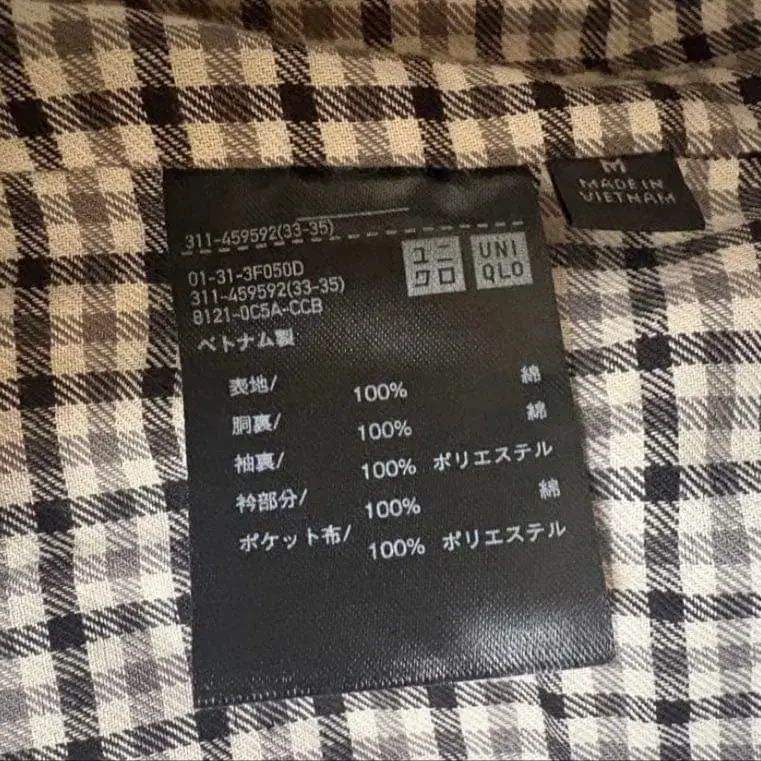 M
MADE IN
VIETNAM
311-459592(33-35)
ユニ
クロ
UNI
QLO
01-31-3F050D
311-459592(33-35)
8121-0C5A-CCB
ベトナム製
表地/ 100% 綿
胴裏/ 100% 綿
袖裏/ 100% ポリエステル
衿部分/ 100% 綿
ポケット布/ 100% ポリエステル